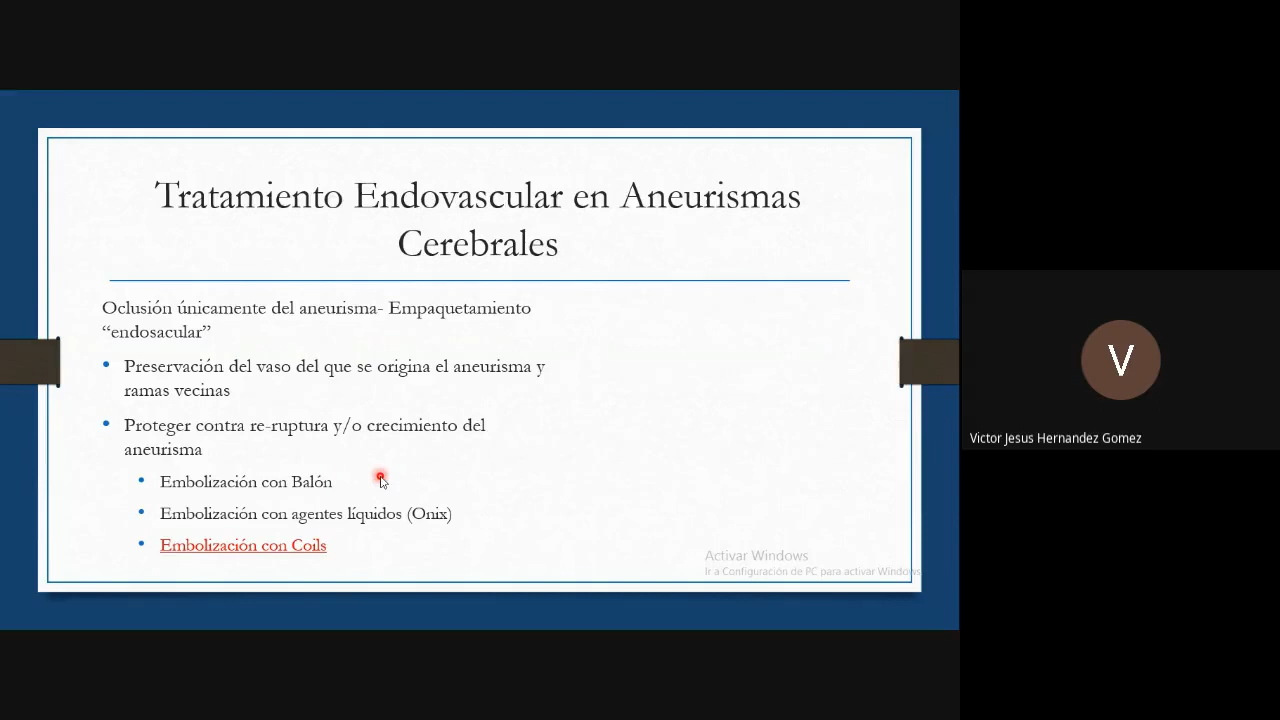 Tratamiento Endovascular en Aneurismas
Cerebrales
Oclusión únicamente del aneurisma- Empaquetamiento
“endosacular”
• Preservación del vaso del que se origina el aneurisma y
ramas vecinas
• Proteger contra re-ruptura y/o crecimiento del
aneurisma
• Embolización con Balón
• Embolización con agentes líquidos (Onix)
• Embolización con Coils
Activar Windows
Ir a Configuración de PC para activar Windows
V
Victor Jesus Hernandez Gomez